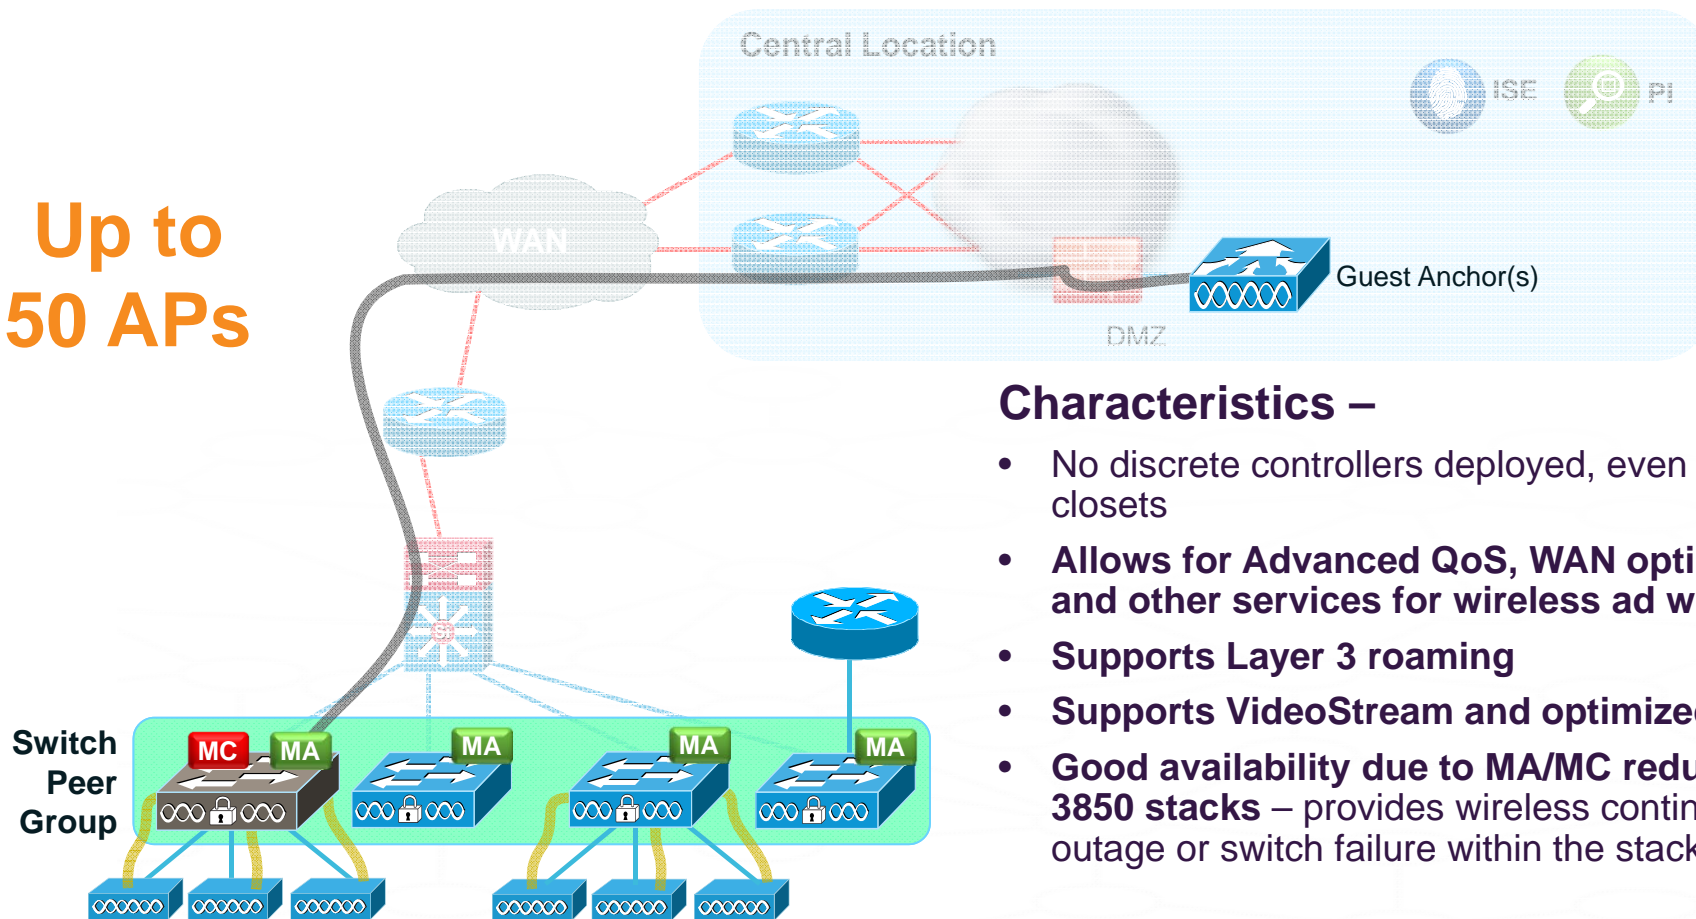 Central Location
ISE
PI
Up to
50 APs
WAN
Guest Anchor(s)
DMZ
Characteristics –
• No discrete controllers deployed, even
closets
• Allows for Advanced QoS, WAN opti
and other services for wireless ad w
• Supports Layer 3 roaming
• Supports VideoStream and optimized
• Good availability due to MA/MC redu
3850 stacks – provides wireless contin
outage or switch failure within the stack
Si
Switch
Peer
Group
MC
MA
MA
MA
MA